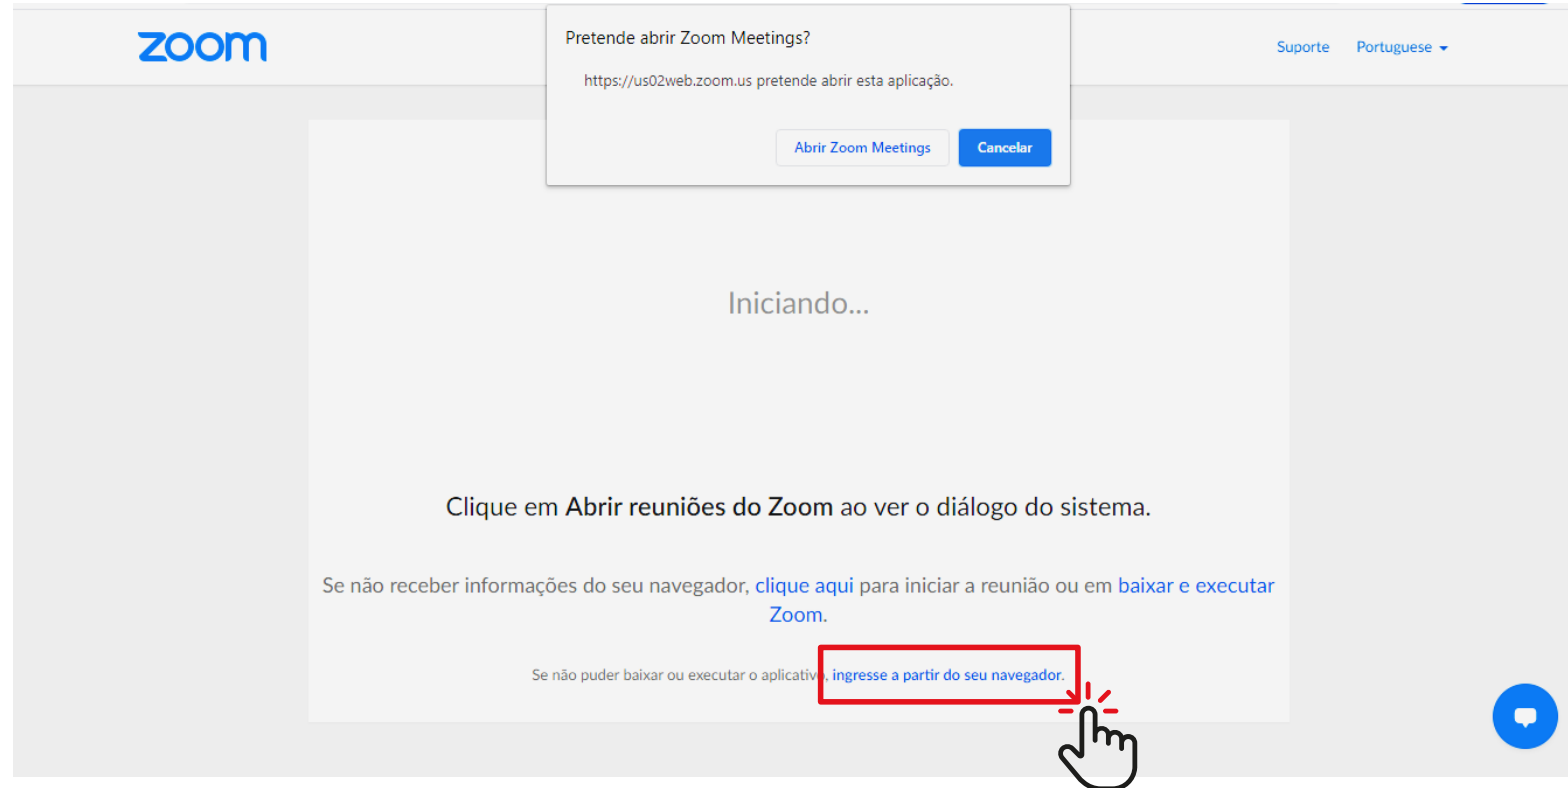 zoom
Pretende abrir Zoom Meetings?
https://us02web.zoom.us pretende abrir esta aplicação.
Abrir Zoom Meetings
Cancelar
Suporte
Portuguese
Iniciando...
Clique em Abrir reuniões do Zoom ao ver o diálogo do sistema.
Se não receber informações do seu navegador, clique aqui para iniciar a reunião ou em baixar e executar
Zoom.
Se não puder baixar ou executar o aplicativo, ingresse a partir do seu navegador.